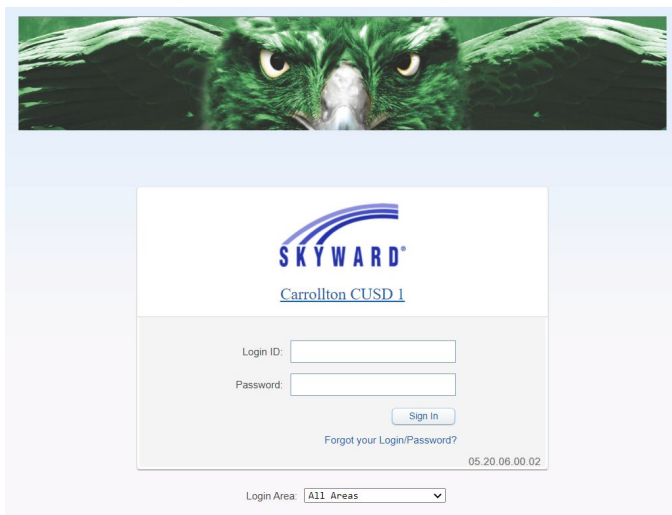 SKYWARD®
Carrollton CUSD 1
Login ID:
Password:
Sign In
Forgot your Login/Password?
05.20.06.00.02
Login Area: All Areas